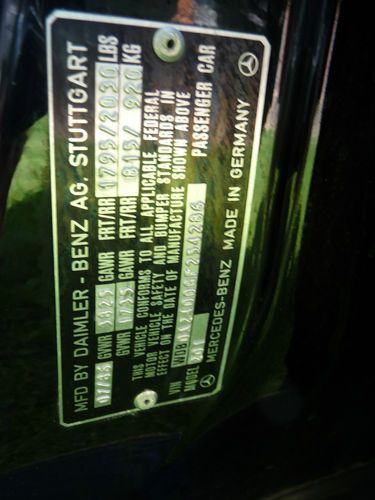 MFD BY DAIMLER - BENZ AG, STUTTGART
GVWR GAWR FRT/RR 1795/2030 LBS
GVWR GAWR FRT/RR 815/ 920 KG
THIS VEHICLE CONFORMS TO ALL APPLICABLE FEDERAL
MOTOR VEHICLE SAFETY AND BUMPER STANDARDS IN
EFFECT ON THE DATE OF MANUFACTURE SHOWN ABOVE
VIN
MODEL 201 PASSENGER CAR
MERCEDES-BENZ MADE IN GERMANY